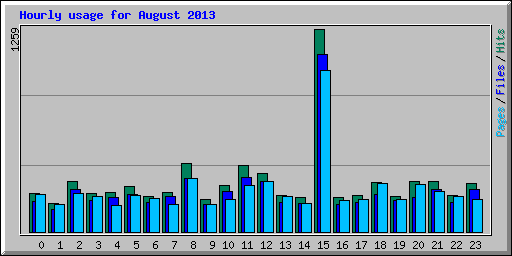 Hourly usage for August 2013
1259
Pages / Files / Hits
0 1 2 3 4 5 6 7 8 9 10 11 12 13 14 15 16 17 18 19 20 21 22 23